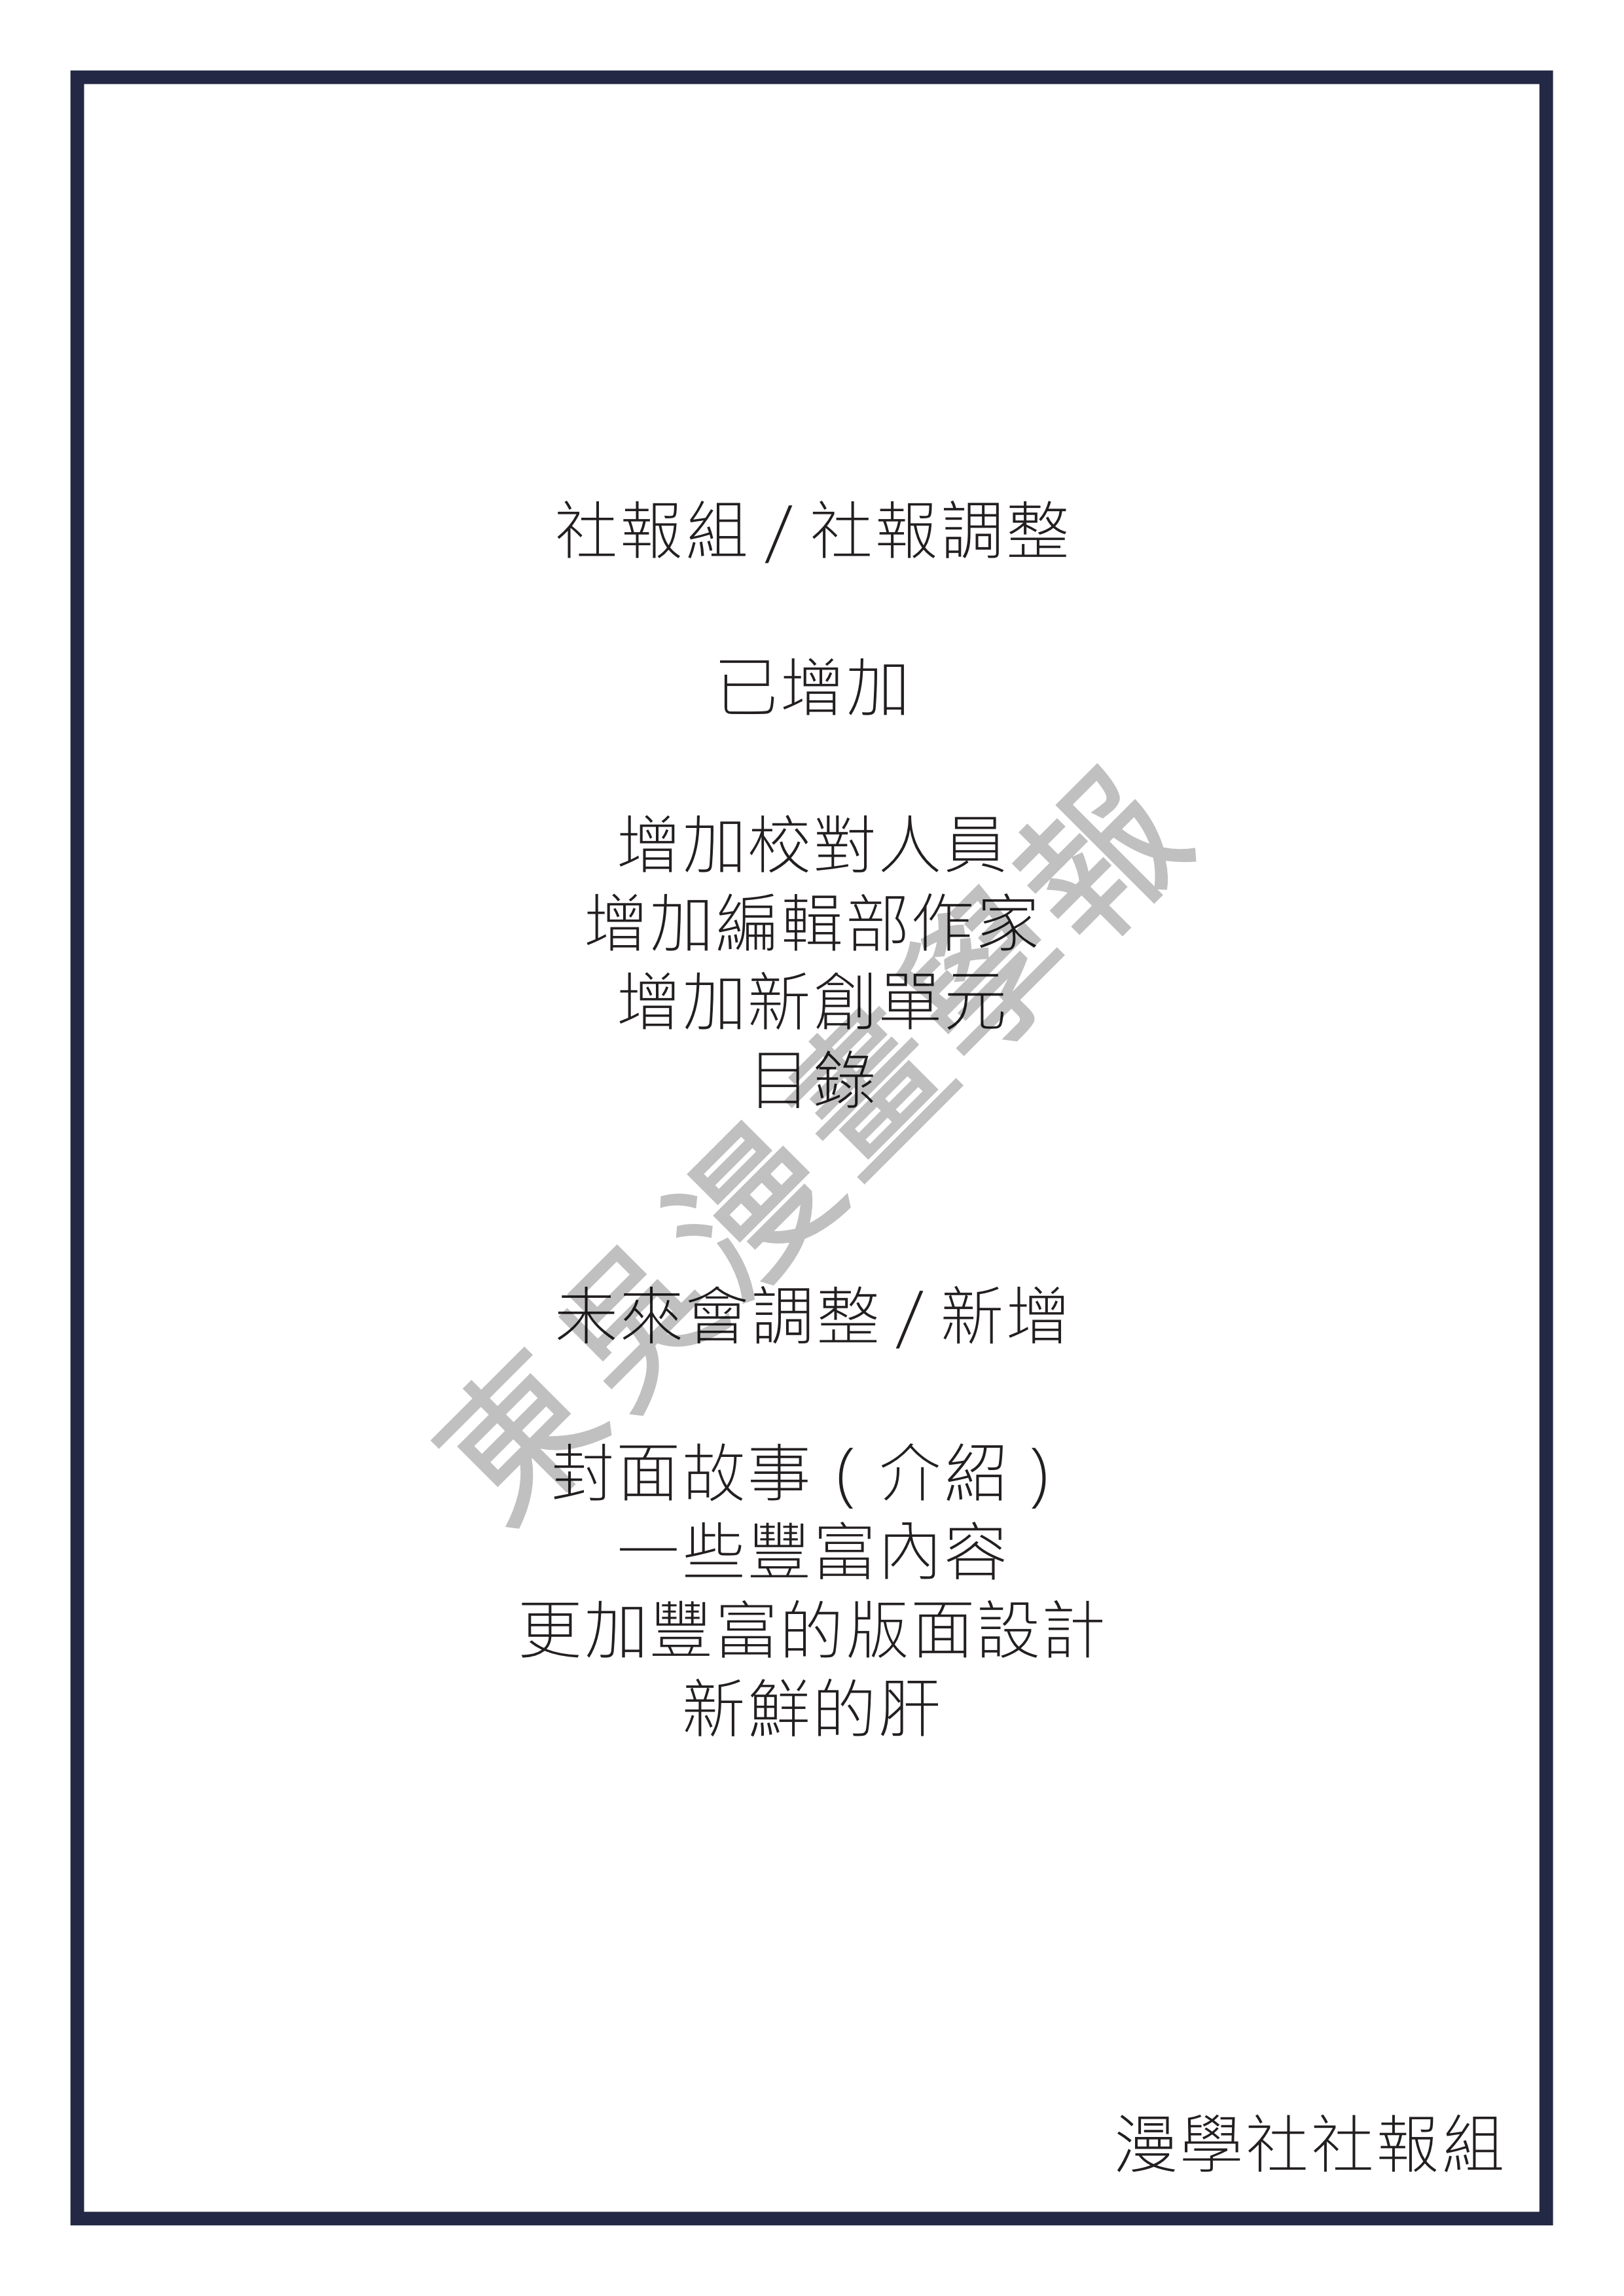 社報組 / 社報調整
已增加
增加校對人員
增加編輯部作家
增加新創單元
目錄
東吳漫畫學報
未來會調整 / 新增
封面故事 ( 介紹 )
一些豐富內容
更加豐富的版面設計
新鮮的肝
漫學社社報組